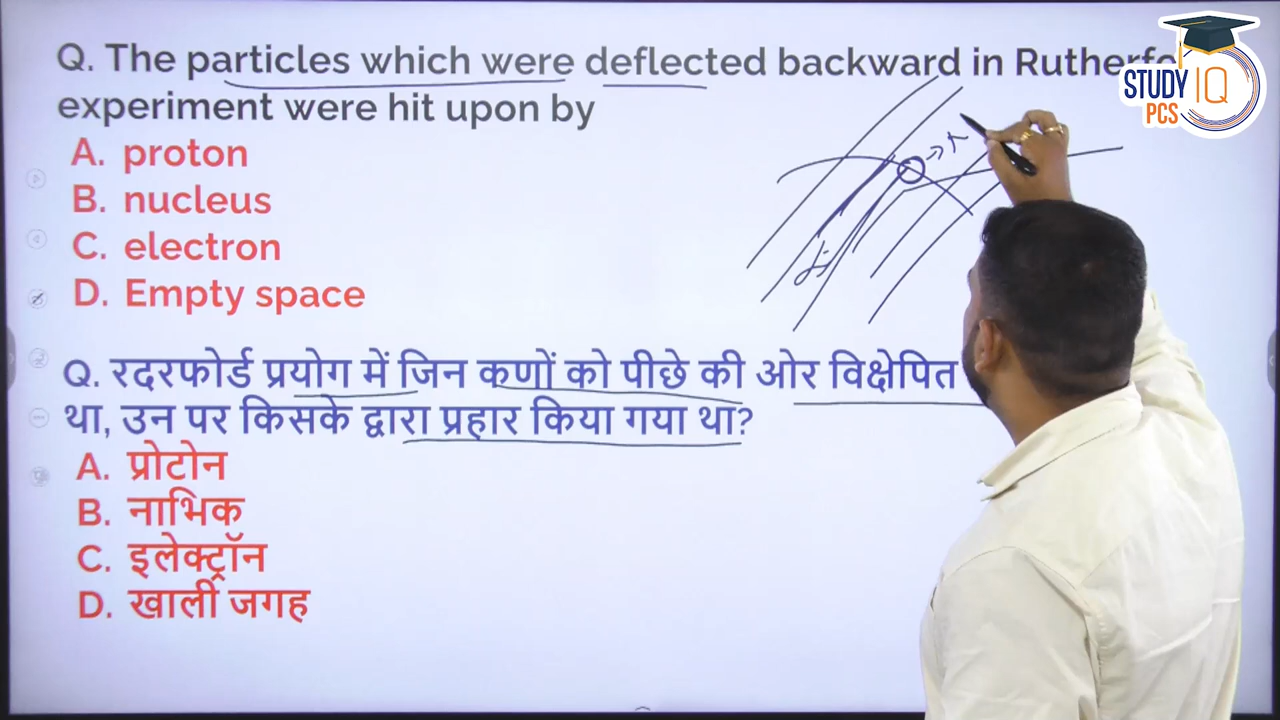 Q. The particles which were deflected backward in
experiment were hit upon by
A. proton
B. nucleus
C. electron
D. Empty space
Q. रदरफोर्ड प्रयोग में जिन कणों को पीछे की ओर विक्षेपित
था, उन पर किसके द्वारा प्रहार किया गया था?
A. प्रोटोन
B. नाभिक
C. इलेक्ट्रॉन
D. खाली जगह
STUDY IQ
PCS